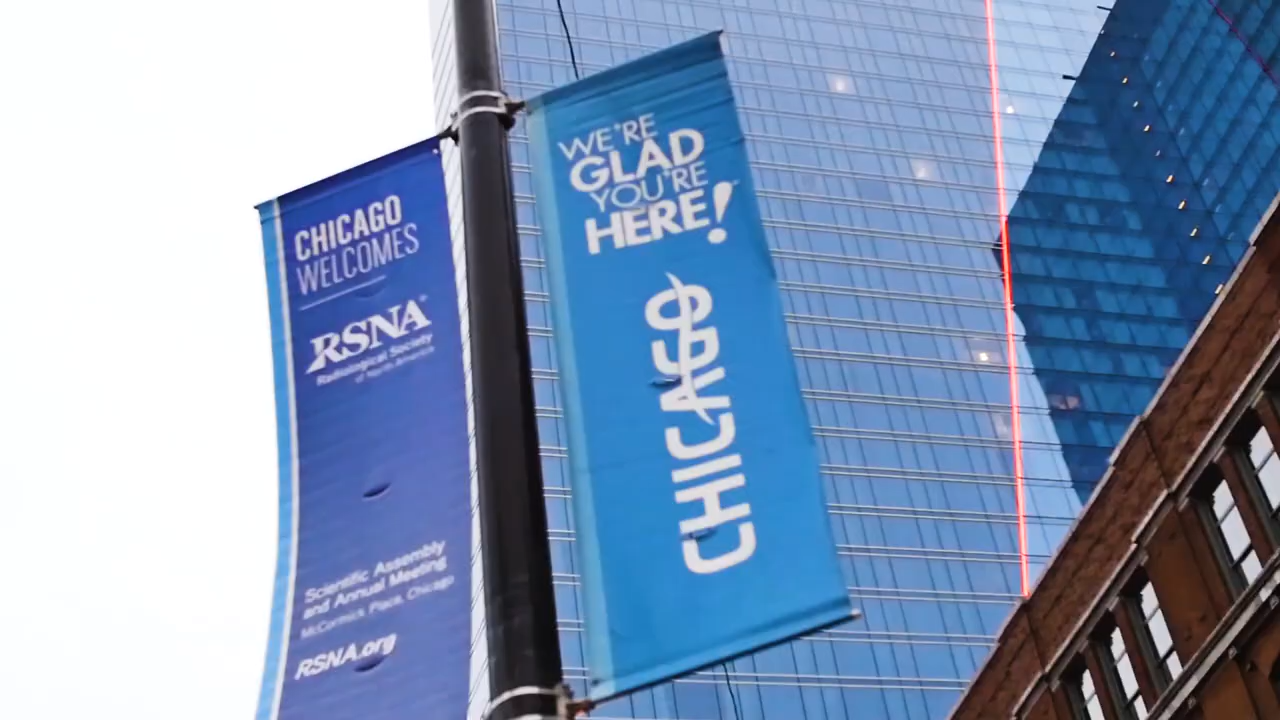 CHICAGO
WELCOMES
RSNA®
Radiological Society
of North America
Scientific Assembly
and Annual Meeting
McCormick Place, Chicago
RSNA.org
WE'RE
GLAD
YOU'RE
HERE!
CHICAGO